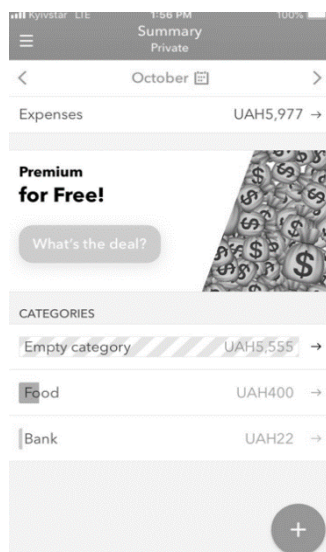 Kyivstar LTE 1:56 PM 100%
Summary
Private
October
Expenses UAH5,977 →
Premium
for Free!
What's the deal?
CATEGORIES
Empty category UAH5,555 →
Food UAH400 →
Bank UAH22 →
+